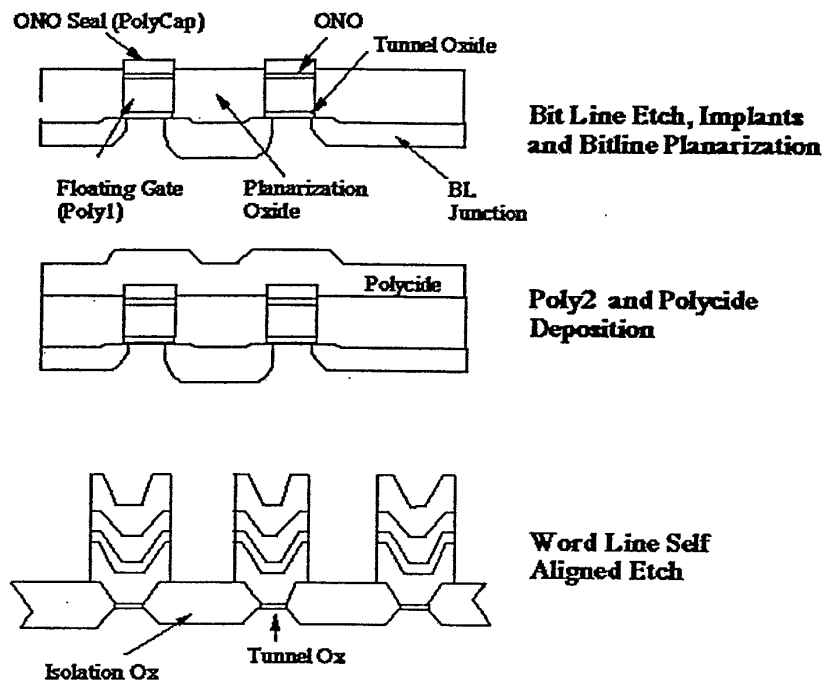 ONO Seal (PolyCap)
ONO
Tunnel Oxide
Bit Line Etch, Implants
and Bitline Planarization
Floating Gate
(Poly1)
Planarization
Oxide
BL
Junction
Polycide
Poly2 and Polycide
Deposition
Word Line Self
Aligned Etch
Isolation Ox
Tunnel Ox